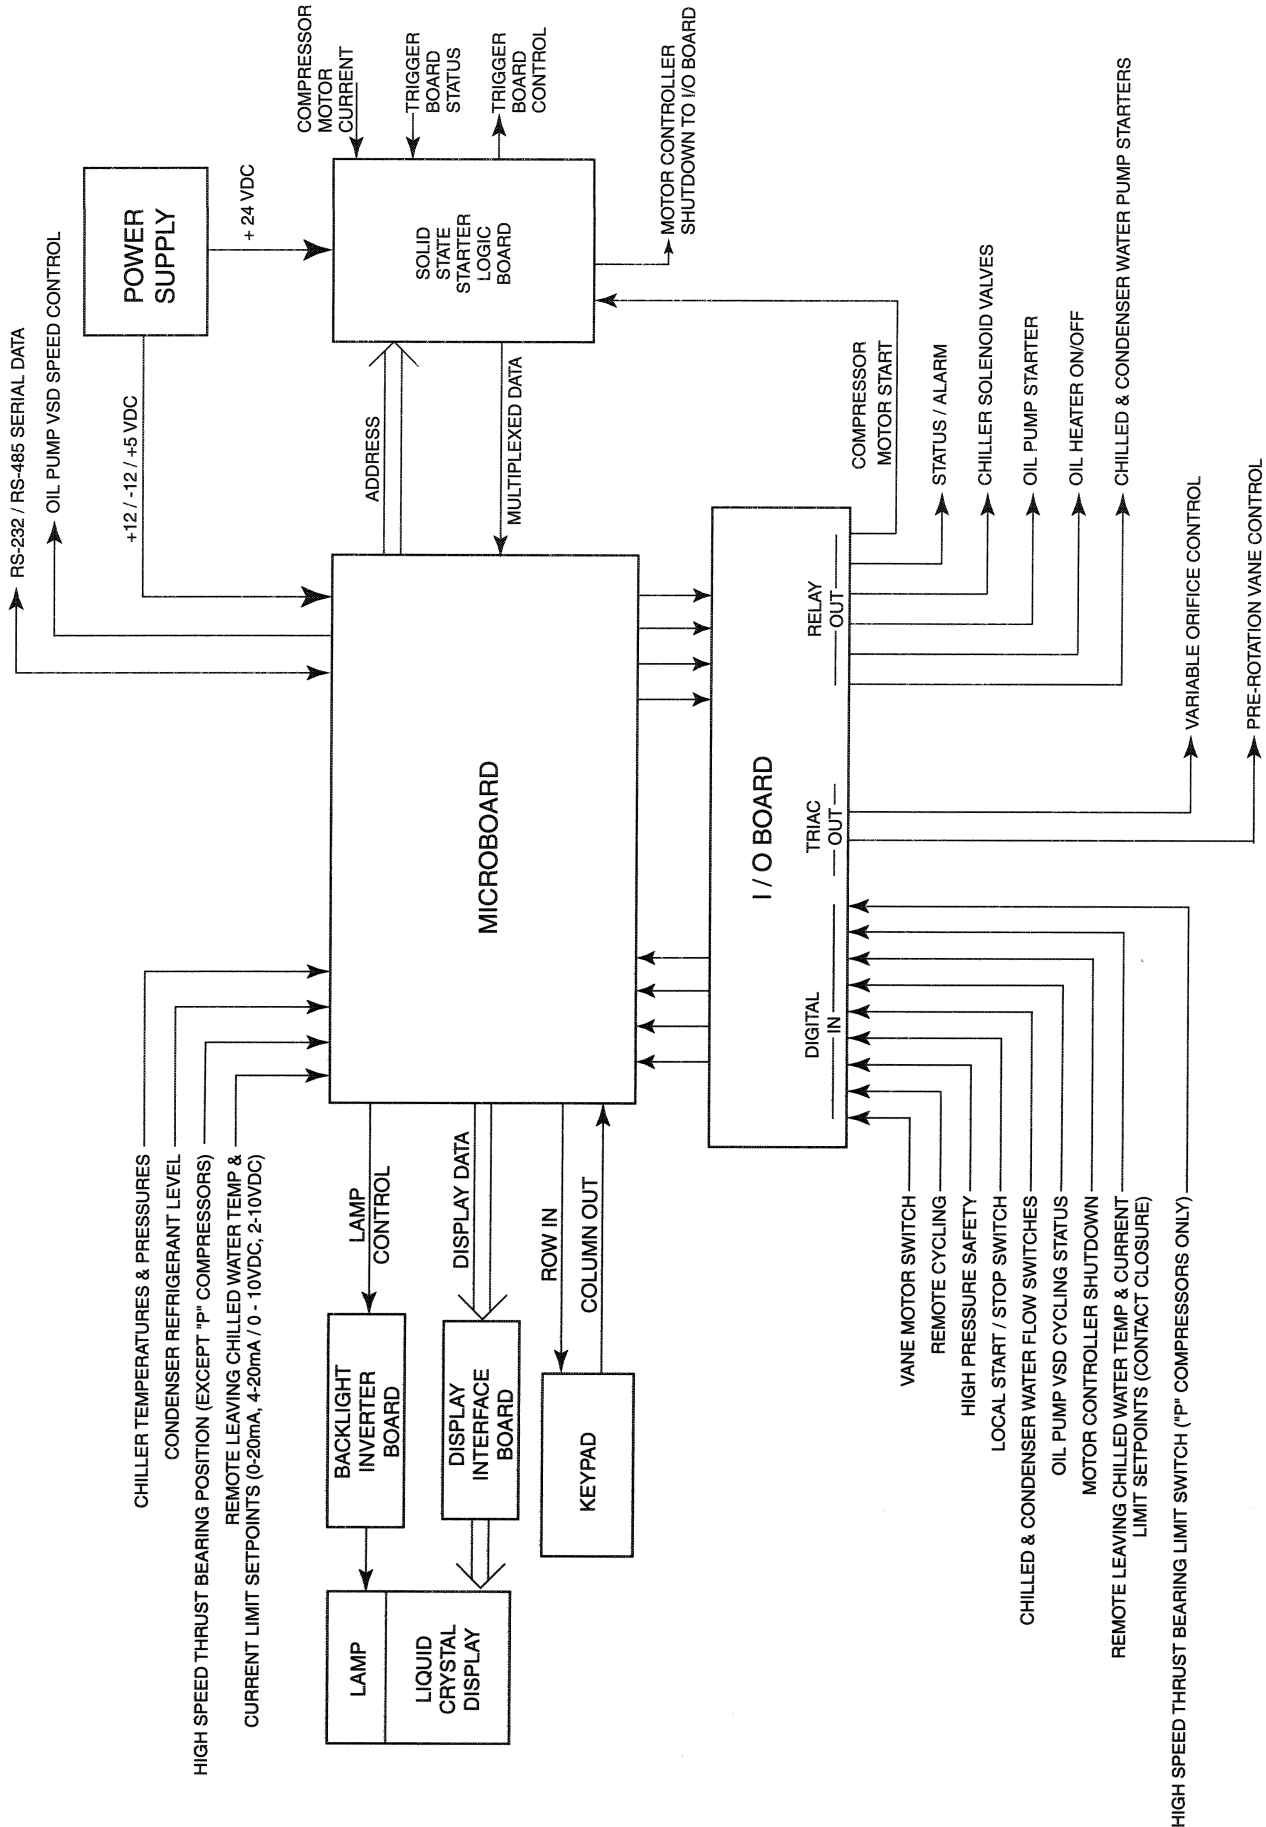 CHILLER TEMPERATURES & PRESSURES
CONDENSER REFRIGERANT LEVEL
HIGH SPEED THRUST BEARING POSITION (EXCEPT "P" COMPRESSORS)
REMOTE LEAVING CHILLED WATER TEMP &
CURRENT LIMIT SETPOINTS (0-20mA, 4-20mA / 0 - 10VDC, 2-10VDC)
RS-232 / RS-485 SERIAL DATA
OIL PUMP VSD SPEED CONTROL
+12 / -12 / +5 VDC
POWER
SUPPLY
+ 24 VDC
COMPRESSOR
MOTOR
CURRENT
TRIGGER
BOARD
STATUS
TRIGGER
BOARD
CONTROL
LAMP
LIQUID
CRYSTAL
DISPLAY
BACKLIGHT
INVERTER
BOARD
DISPLAY
INTERFACE
BOARD
KEYPAD
LAMP
CONTROL
DISPLAY DATA
ROW IN
COLUMN OUT
MICROBOARD
ADDRESS
MULTIPLEXED DATA
SOLID
STATE
STARTER
LOGIC
BOARD
MOTOR CONTROLLER
SHUTDOWN TO I/O BOARD
I / O BOARD
DIGITAL
IN
TRIAC
OUT
RELAY
OUT
COMPRESSOR
MOTOR START
STATUS / ALARM
CHILLER SOLENOID VALVES
OIL PUMP STARTER
OIL HEATER ON/OFF
CHILLED & CONDENSER WATER PUMP STARTERS
VARIABLE ORIFICE CONTROL
PRE-ROTATION VANE CONTROL
VANE MOTOR SWITCH
REMOTE CYCLING
HIGH PRESSURE SAFETY
LOCAL START / STOP SWITCH
CHILLED & CONDENSER WATER FLOW SWITCHES
OIL PUMP VSD CYCLING STATUS
MOTOR CONTROLLER SHUTDOWN
REMOTE LEAVING CHILLED WATER TEMP & CURRENT
LIMIT SETPOINTS (CONTACT CLOSURE)
HIGH SPEED THRUST BEARING LIMIT SWITCH ("P" COMPRESSORS ONLY)